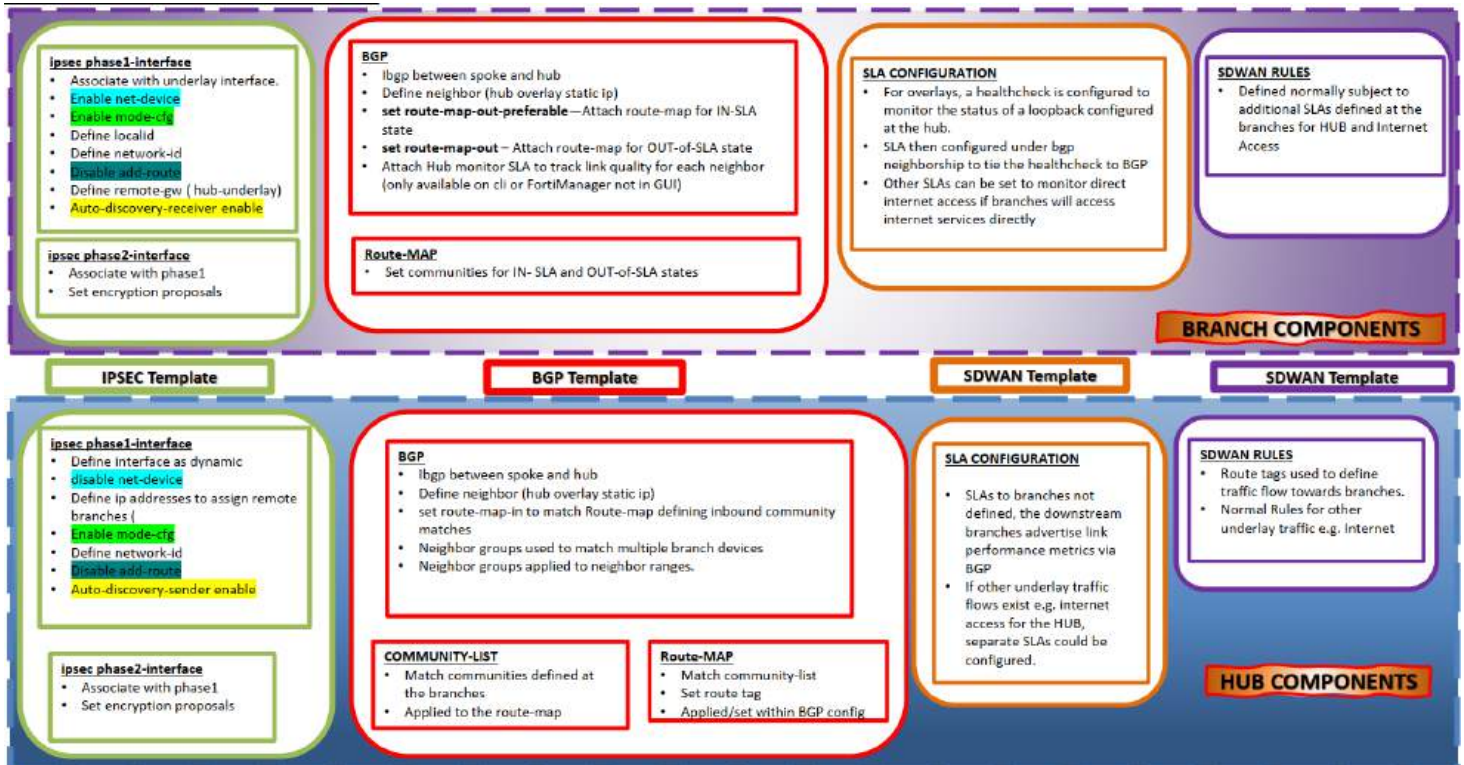 ipsec phase1-interface
• Associate with underlay interface.
• Enable net-device
• Enable mode-cfg
• Define localid
• Define network-id
• Disable add-route
• Define remote-gw ( hub-underlay)
• Auto-discovery-receiver enable
ipsec phase2-interface
• Associate with phase1
• Set encryption proposals
BGP
• Ibgp between spoke and hub
• Define neighbor (hub overlay static ip)
• set route-map-out-preferable—Attach route-map for IN-SLA
state
• set route-map-out – Attach route-map for OUT-of-SLA state
• Attach Hub monitor SLA to track link quality for each neighbor
(only available on cli or FortiManager not in GUI)
Route-MAP
• Set communities for IN- SLA and OUT-of-SLA states
SLA CONFIGURATION
• For overlays, a healthcheck is configured to
monitor the status of a loopback configured
at the hub.
• SLA then configured under bgp
neighborship to tie the healthcheck to BGP
• Other SLAs can be set to monitor direct
internet access if branches will access
internet services directly
SDWAN RULES
• Defined normally subject to
additional SLAs defined at the
branches for HUB and Internet
Access
BRANCH COMPONENTS
IPSEC Template
BGP Template
SDWAN Template
SDWAN Template
ipsec phase1-interface
• Define interface as dynamic
• disable net-device
• Define ip addresses to assign remote
branches (
• Enable mode-cfg
• Define network-id
• Disable add-route
• Auto-discovery-sender enable
ipsec phase2-interface
• Associate with phase1
• Set encryption proposals
BGP
• Ibgp between spoke and hub
• Define neighbor (hub overlay static ip)
• set route-map-in to match Route-map defining inbound community
matches
• Neighbor groups used to match multiple branch devices
• Neighbor groups applied to neighbor ranges.
COMMUNITY-LIST
• Match communities defined at
the branches
• Applied to the route-map
Route-MAP
• Match community-list
• Set route tag
• Applied/set within BGP config
SLA CONFIGURATION
• SLAs to branches not
defined, the downstream
branches advertise link
performance metrics via
BGP
• If other underlay traffic
flows exist e.g. internet
access for the HUB,
separate SLAs could be
configured.
SDWAN RULES
• Route tags used to define
traffic flow towards branches.
• Normal Rules for other
underlay traffic e.g. Internet
HUB COMPONENTS